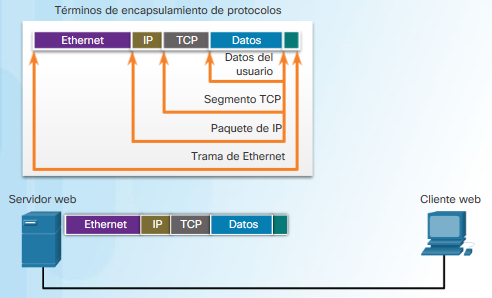 Términos de encapsulamiento de protocolos
Ethernet IP TCP Datos
Datos del
usuario
Segmento TCP
Paquete de IP
Trama de Ethernet
Servidor web
Cliente web
Ethernet IP TCP Datos